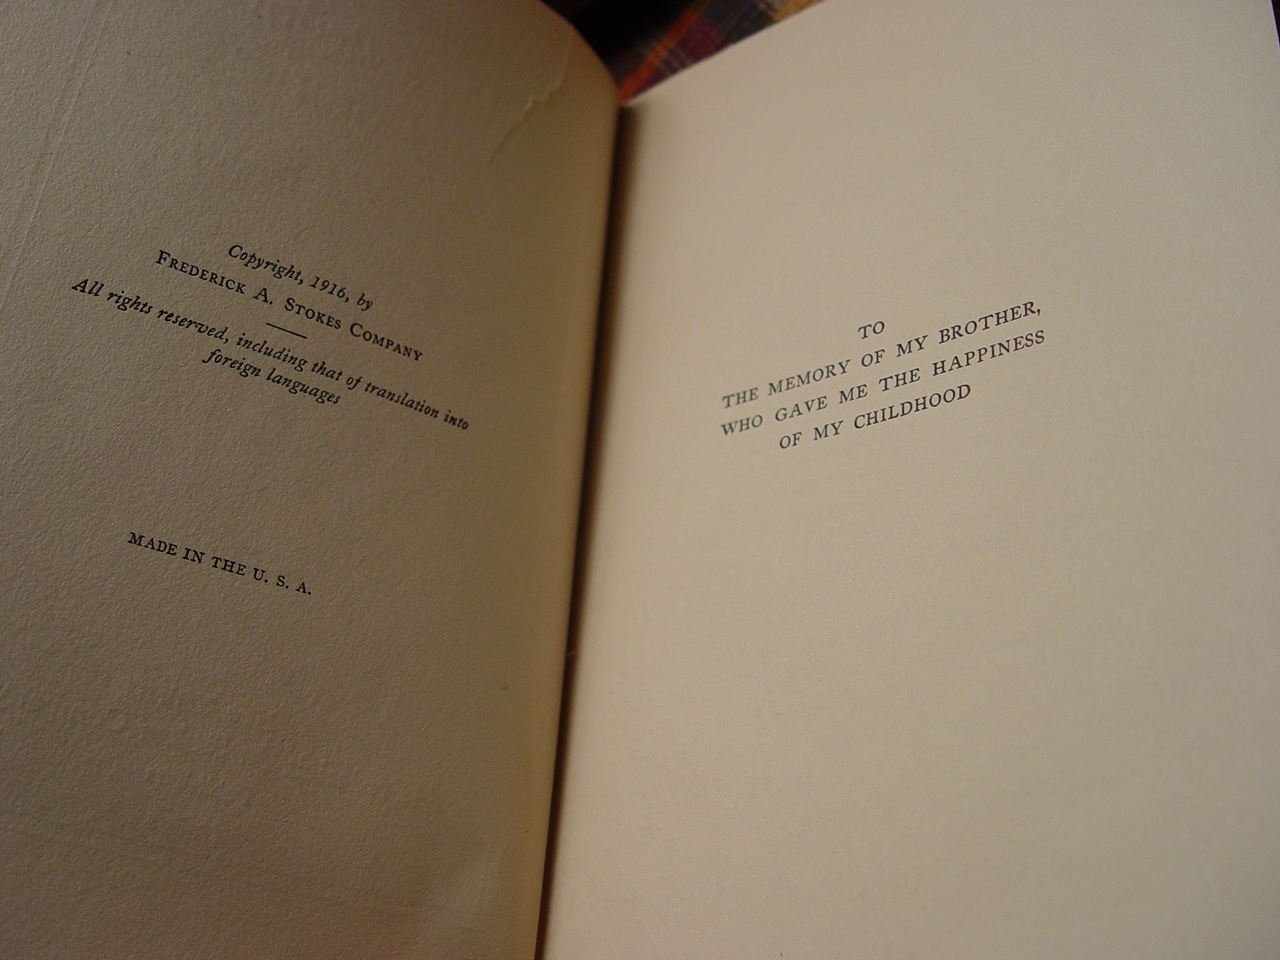 Copyright, 1916, by
FREDERICK A. STOKES COMPANY
All rights reserved, including that of translation into
foreign languages
MADE IN THE U. S. A.
TO
THE MEMORY OF MY BROTHER,
WHO GAVE ME THE HAPPINESS
OF MY CHILDHOOD